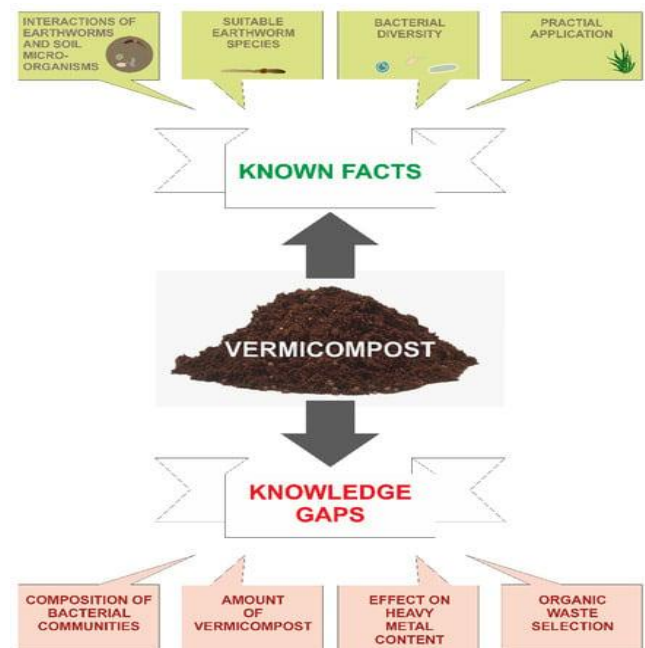 INTERACTIONS OF
EARTHWORMS
AND SOIL
MICRO-
ORGANISMS
SUITABLE
EARTHWORM
SPECIES
BACTERIAL
DIVERSITY
PRACTIAL
APPLICATION
KNOWN FACTS
VERMICOMPOST
KNOWLEDGE
GAPS
COMPOSITION OF
BACTERIAL
COMMUNITIES
AMOUNT
OF
VERMICOMPOST
EFFECT ON
HEAVY
METAL
CONTENT
ORGANIC
WASTE
SELECTION